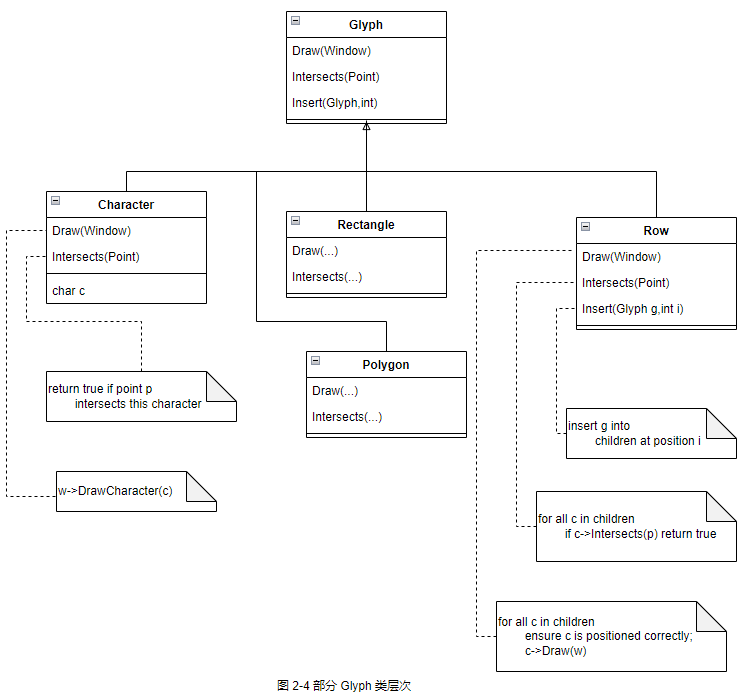 Glyph
Draw(Window)
Intersects(Point)
Insert(Glyph,int)
Character
Draw(Window)
Intersects(Point)
char c
Rectangle
Draw(...)
Intersects(...)
Row
Draw(Window)
Intersects(Point)
Insert(Glyph g,int i)
Polygon
Draw(...)
Intersects(...)
return true if point p
intersects this character
w->DrawCharacter(c)
insert g into
children at position i
for all c in children
if c->Intersects(p) return true
for all c in children
ensure c is positioned correctly;
c->Draw(w)
图 2-4 部分 Glyph 类层次